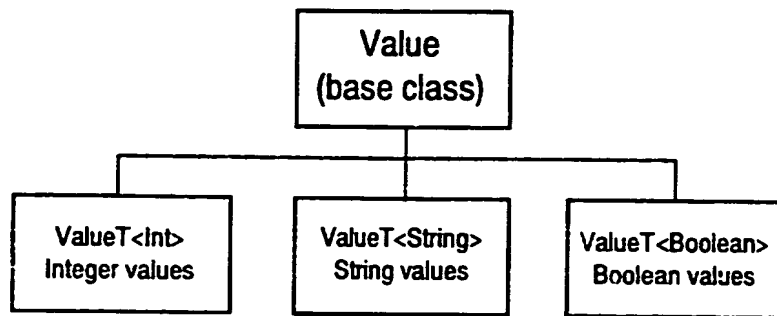 Value
(base class)
ValueT<Int>
Integer values
ValueT<String>
String values
ValueT<Boolean>
Boolean values